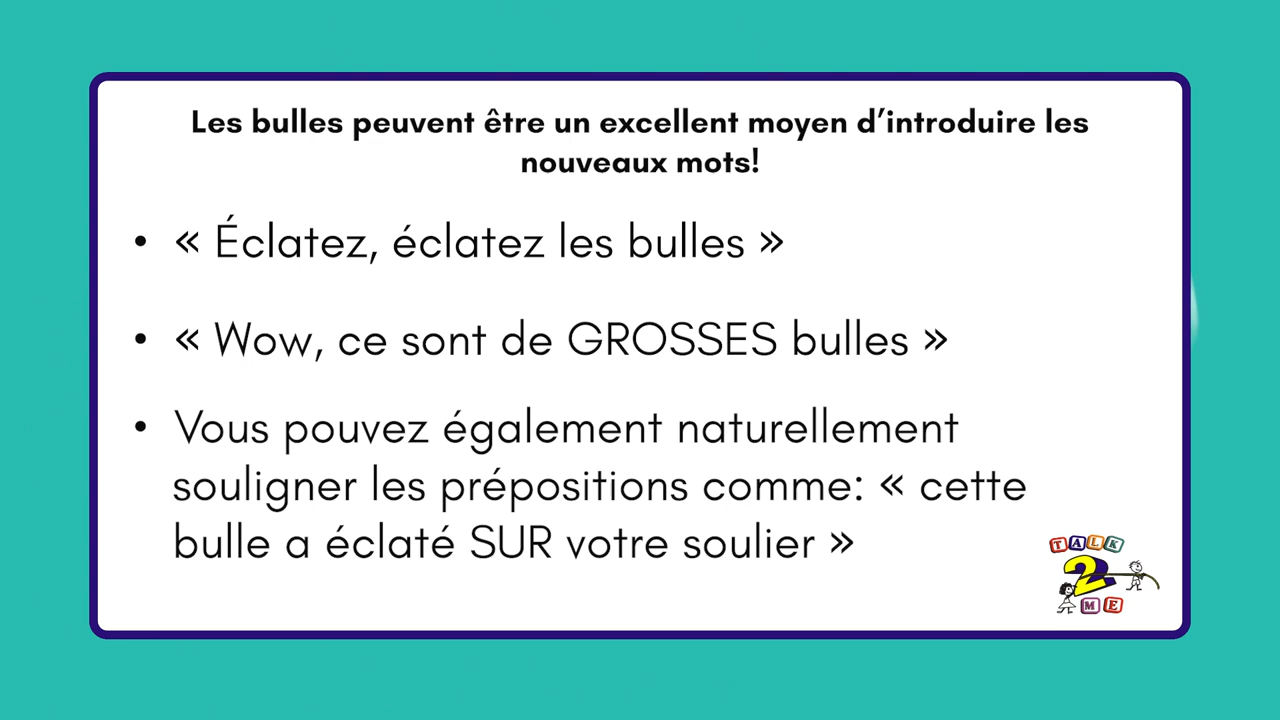 Les bulles peuvent être un excellent moyen d’introduire les
nouveaux mots!
• « Éclatez, éclatez les bulles »
• « Wow, ce sont de GROSSES bulles »
• Vous pouvez également naturellement
souligner les prépositions comme: « cette
bulle a éclaté SUR votre soulier »
TALK
2
ME